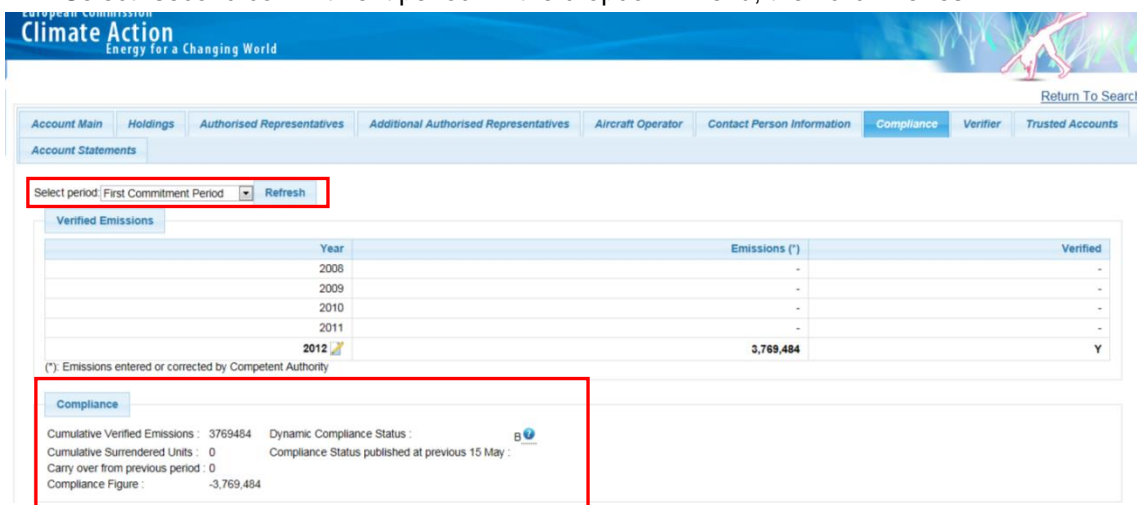 European Commission
Climate Action
Energy for a Changing World
Return To Search
Account Main Holdings Authorised Representatives Additional Authorised Representatives Aircraft Operator Contact Person Information Compliance Verifier Trusted Accounts
Account Statements
Select period: First Commitment Period Refresh
Verified Emissions
Year Emissions (*) Verified
2008 - -
2009 - -
2010 - -
2011 - -
2012 3,769,484 Y
(*): Emissions entered or corrected by Competent Authority
Compliance
Cumulative Verified Emissions : 3769484 Dynamic Compliance Status : B ?
Cumulative Surrendered Units : 0 Compliance Status published at previous 15 May :
Carry over from previous period : 0
Compliance Figure : -3,769,484